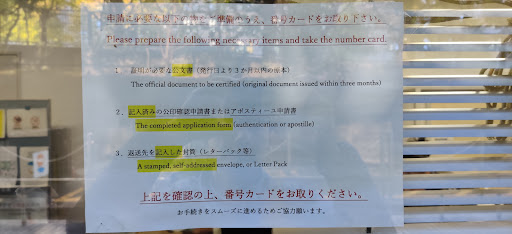 申請に必要な以下の物をご準備のうえ、番号カードをお取り下さい。
Please prepare the following necessary items and take the number card.
1. 証明が必要な公文書（発行日より3か月以内の原本）
The official document to be certified (original document issued within three months)
2. 記入済みの公印確認申請書またはアポスティーユ申請書
The completed application form (authentication or apostille)
3. 返送先を記入した封筒（レターパック等）
A stamped, self-addressed envelope, or Letter Pack
上記を確認の上、番号カードをお取りください。
お手続きをスムーズに進めるためご協力願います。